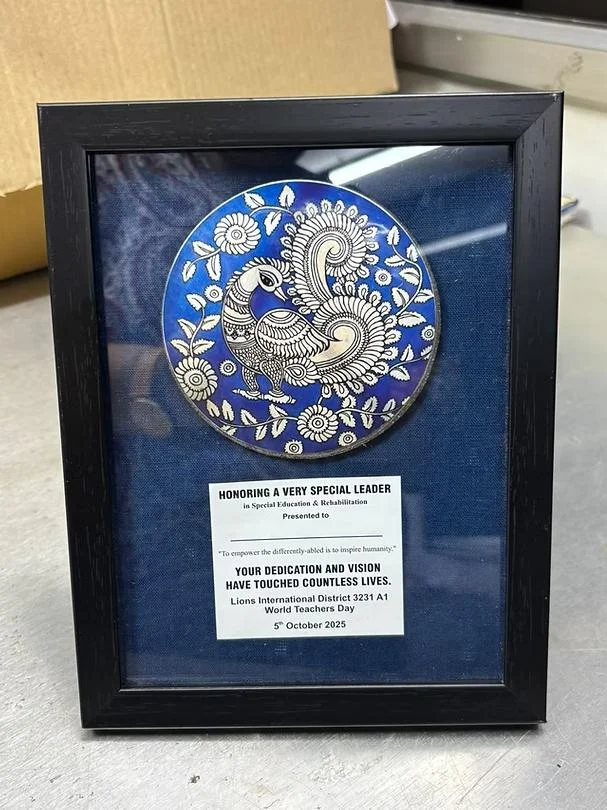 HONORING A VERY SPECIAL LEADER
in Special Education & Rehabilitation
Presented to
"To empower the differently-abled is to inspire humanity."
YOUR DEDICATION AND VISION
HAVE TOUCHED COUNTLESS LIVES.
Lions International District 3231 A1
World Teachers Day
5th October 2025